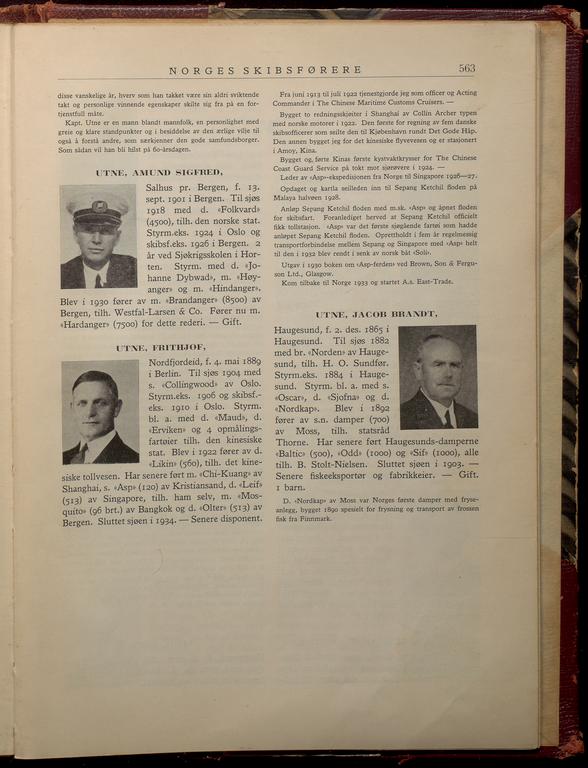 NORGES SKIBSFØRERE
563
disse vanskelige år, hverv som han takket være sin aldri sviktende
takt og personlige vinnende egenskaper skilte sig fra på en for-
tjenstfull måte.
Kapt. Utne er en mann blandt mannfolk, en personlighet med
greie og klare standpunkter og i besiddelse av den ærlige vilje til
også å forstå andre, som særkjenner den gode samfundsborger.
Som sådan vil han bli hilst på 60-årsdagen.
UTNE, AMUND SIGFRED,
Salhus pr. Bergen, f. 13.
sept. 1901 i Bergen. Til sjøs
1918 med d. «Folkvard»
(4500), tilh. den norske stat.
Styrm.eks. 1924 i Oslo og
skibsf.eks. 1926 i Bergen. 2
år ved Sjøkrigsskolen i Hor-
ten. Styrm. med d. «Jo-
hanne Dybwad», m. «Høy-
anger» og m. «Hindanger».
Blev i 1930 fører av m. «Brandanger» (8500) av
Bergen, tilh. Westfal-Larsen & Co. Fører nu m.
«Hardanger» (7500) for dette rederi. — Gift.
UTNE, FRITHJOF,
Nordfjordeid, f. 4. mai 1889
i Berlin. Til sjøs 1904 med
s. «Collingwood» av Oslo.
Styrm.eks. 1906 og skibsf.-
eks. 1910 i Oslo. Styrm.
bl. a. med d. «Maud», d.
«Erviken» og 4 opmålings-
fartøier tilh. den kinesiske
stat. Blev i 1922 fører av d.
«Likin» (560), tilh. det kine-
siske tollvesen. Har senere ført m. «Chi-Kuang» av
Shanghai, s. «Asp» (120) av Kristiansand, d. «Leif»
(513) av Singapore, tilh. ham selv, m. «Mos-
quito» (96 brt.) av Bangkok og d. «Olter» (513) av
Bergen. Sluttet sjøen i 1934. — Senere disponent.
Fra juni 1913 til juli 1922 tjenestgjorde jeg som officer og Acting
Commander i The Chinese Maritime Customs Cruisers. —
Bygget to redningsskjøiter i Shanghai av Collin Archer typen
med norske motorer i 1922. Den første for regning av fem danske
skibsofficerer som seilte den til Kjøbenhavn rundt Det Gode Håp.
Den annen bygget jeg for det kinesiske flyvevesen og er stasjonert
i Amoy, Kina.
Bygget og førte Kinas første kystvaktkrysser for The Chinese
Coast Guard Service på tokt mot sjørøvere i 1924. —
Leder av «Asp»-ekspedisjonen fra Norge til Singapore 1926—27.
Opdaget og kartla seilleden inn til Sepang Ketchil floden på
Malaya halvøen 1928.
Anløp Sepang Ketchil floden med m.sk. «Asp» og åpnet floden
for skibsfart. Foranlediget herved at Sepang Ketchil officielt
fikk tollstasjon. «Asp» var det første sjøgående fartøi som hadde
anløpet Sepang Ketchil floden. Oprettholdt i fem år regelmessig
transportforbindelse mellem Sepang og Singapore med «Asp» helt
til den i 1932 blev rendt i senk av norsk båt «Soli».
Utgav i 1930 boken om «Asp-ferden» ved Brown, Son & Fergu-
son Ltd., Glasgow.
Kom tilbake til Norge 1933 og startet A.s. East-Trade.
UTNE, JACOB BRANDT,
Haugesund, f. 2. des. 1865 i
Haugesund. Til sjøs 1882
med br. «Norden» av Hauge-
sund, tilh. H. O. Sundfør.
Styrm.eks. 1884 i Hauge-
sund. Styrm. bl. a. med s.
«Oscar», d. «Sjofna» og d.
«Nordkap». Blev i 1892
fører av sn. damper (700)
av Moss, tilh. statsråd
Thorne. Har senere ført Haugesunds-damperne
«Baltic» (500), «Odd» (1000) og «Sif» (1000), alle
tilh. B. Stolt-Nielsen. Sluttet sjøen i 1903. —
Senere fiskeeksportør og fabrikkeier. — Gift.
1 barn.
D. «Nordkap» av Moss var Norges første damper med fryse-
anlegg, bygget 1890 spesielt for frysning og transport av frossen
fisk fra Finnmark.